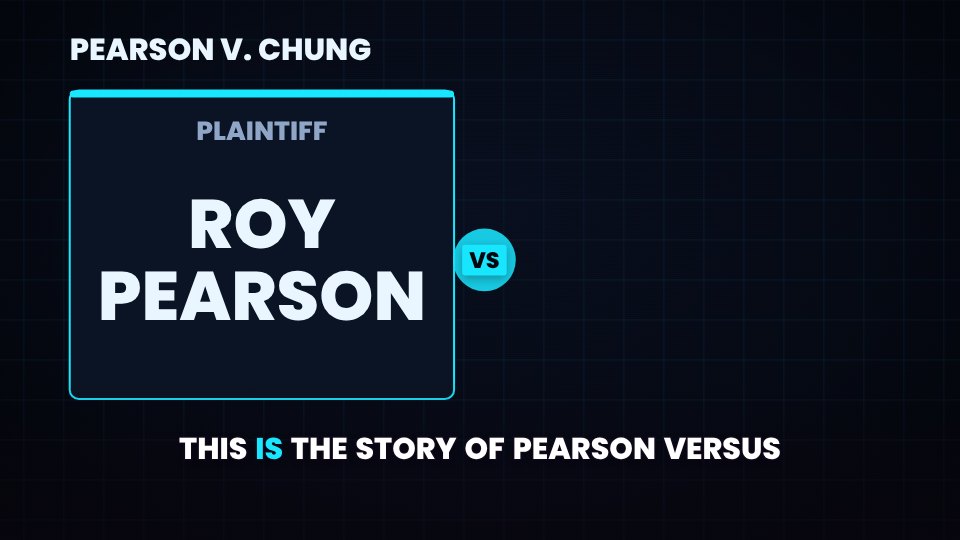 PEARSON V. CHUNG
PLAINTIFF
ROY
PEARSON
VS
THIS IS THE STORY OF PEARSON VERSUS